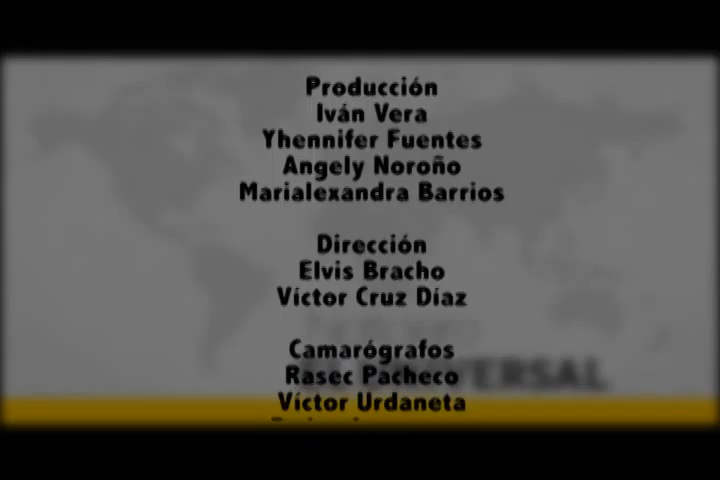 Producción
Iván Vera
Yhennifer Fuentes
Angely Noroño
Marialexandra Barrios
Dirección
Elvis Bracho
Víctor Cruz Díaz
Camarógrafos
Rasec Pacheco
VERSAL
Víctor Urdaneta